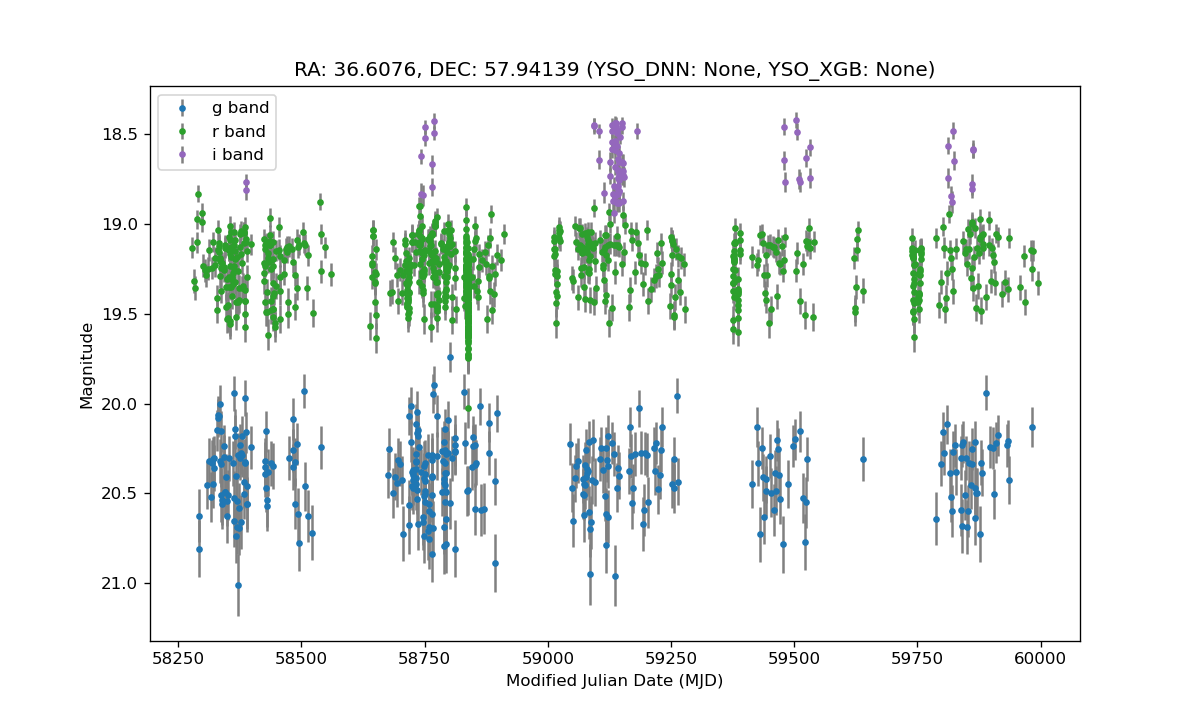 RA: 36.6076, DEC: 57.94139 (YSO_DNN: None, YSO_XGB: None)
g band
r band
i band
Magnitude
18.5
19.0
19.5
20.0
20.5
21.0
58250 58500 58750 59000 59250 59500 59750 60000
Modified Julian Date (MJD)